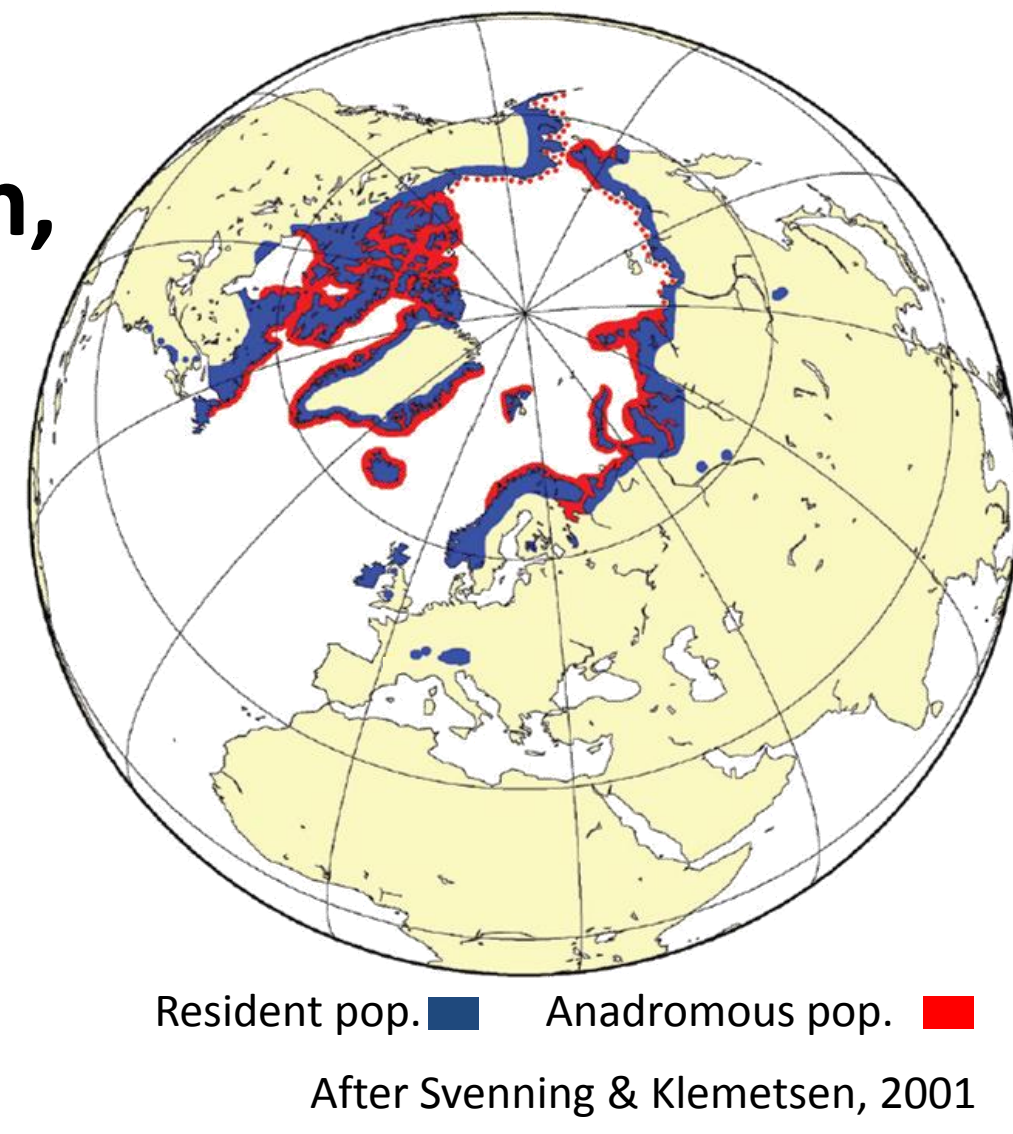 n,
Resident pop. Anadromous pop.
After Svenning & Klemetsen, 2001